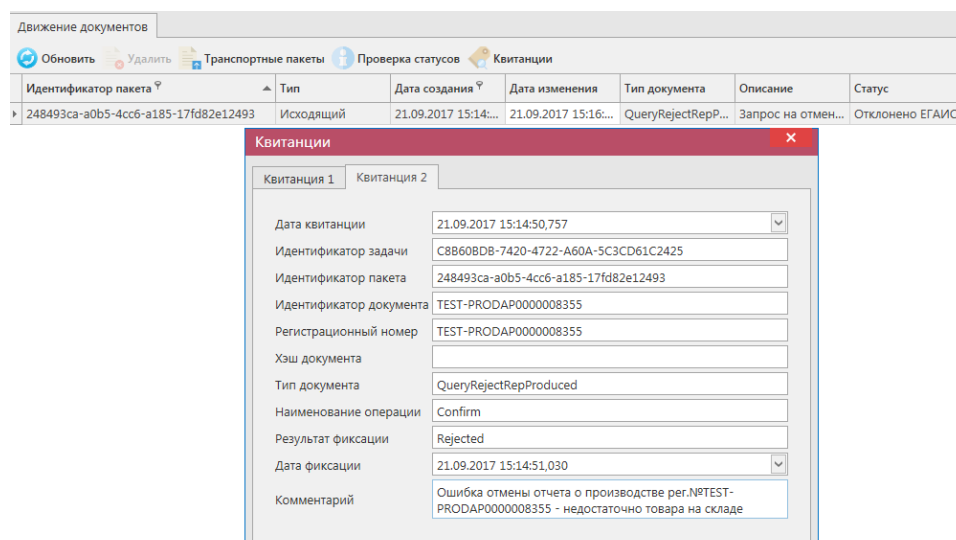 Движение документов
Обновить Удалить Транспортные пакеты Проверка статусов Квитанции
Идентификатор пакета Тип Дата создания Дата изменения Тип документа Описание Статус
248493ca-a0b5-4cc6-a185-17fd82e12493 Исходящий 21.09.2017 15:14:... 21.09.2017 15:16:... QueryRejectRepP... Запрос на отмен... Отклонено ЕГАИС
Квитанции
Квитанция 1 Квитанция 2
Дата квитанции 21.09.2017 15:14:50,757
Идентификатор задачи C8B60BDB-7420-4722-A60A-5C3CD61C2425
Идентификатор пакета 248493ca-a0b5-4cc6-a185-17fd82e12493
Идентификатор документа TEST-PRODAP0000008355
Регистрационный номер TEST-PRODAP0000008355
Хэш документа
Тип документа QueryRejectRepProduced
Наименование операции Confirm
Результат фиксации Rejected
Дата фиксации 21.09.2017 15:14:51,030
Комментарий Ошибка отмены отчета о производстве рег.№TEST-
PRODAP0000008355 - недостаточно товара на складе